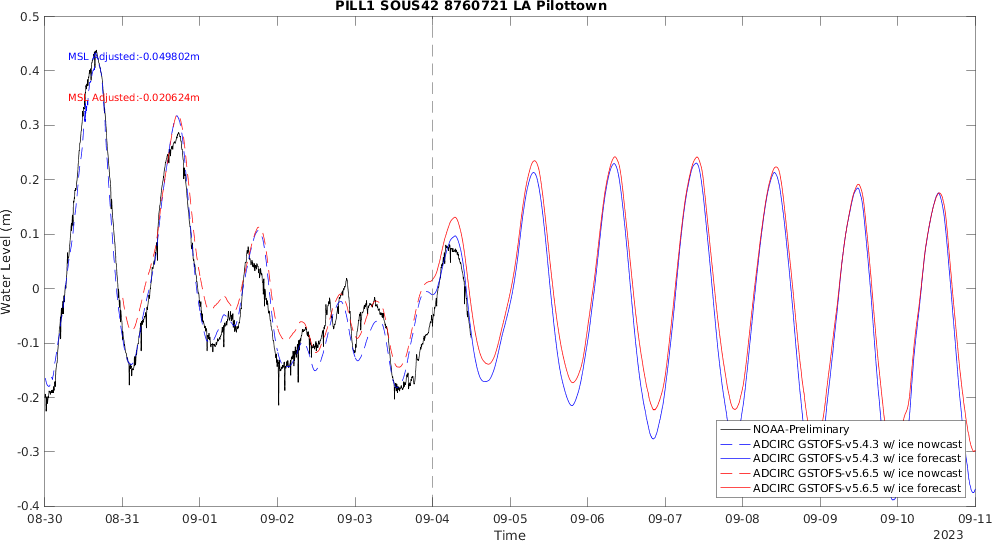 PILL1 SOUS42 8760721 LA Pilottown
MSL Adjusted:-0.049802m
MSL Adjusted:-0.020624m
Water Level (m)
0.5
0.4
0.3
0.2
0.1
0
-0.1
-0.2
-0.3
-0.4
NOAA-Preliminary
ADCIRC GSTOFS-v5.4.3 w/ ice nowcast
ADCIRC GSTOFS-v5.4.3 w/ ice forecast
ADCIRC GSTOFS-v5.6.5 w/ ice nowcast
ADCIRC GSTOFS-v5.6.5 w/ ice forecast
08-30 08-31 09-01 09-02 09-03 09-04 09-05 09-06 09-07 09-08 09-09 09-10 09-11
Time
2023